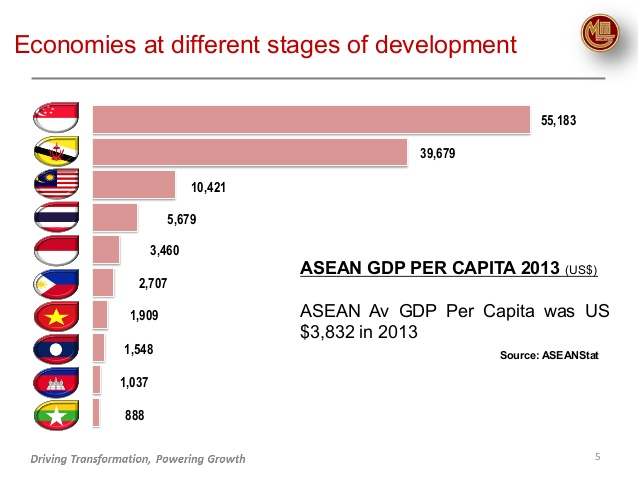 Economies at different stages of development
55,183
39,679
10,421
5,679
3,460
2,707
1,909
1,548
1,037
888
ASEAN GDP PER CAPITA 2013 (US$)
ASEAN Av GDP Per Capita was US
$3,832 in 2013
Source: ASEANStat
Driving Transformation, Powering Growth
5